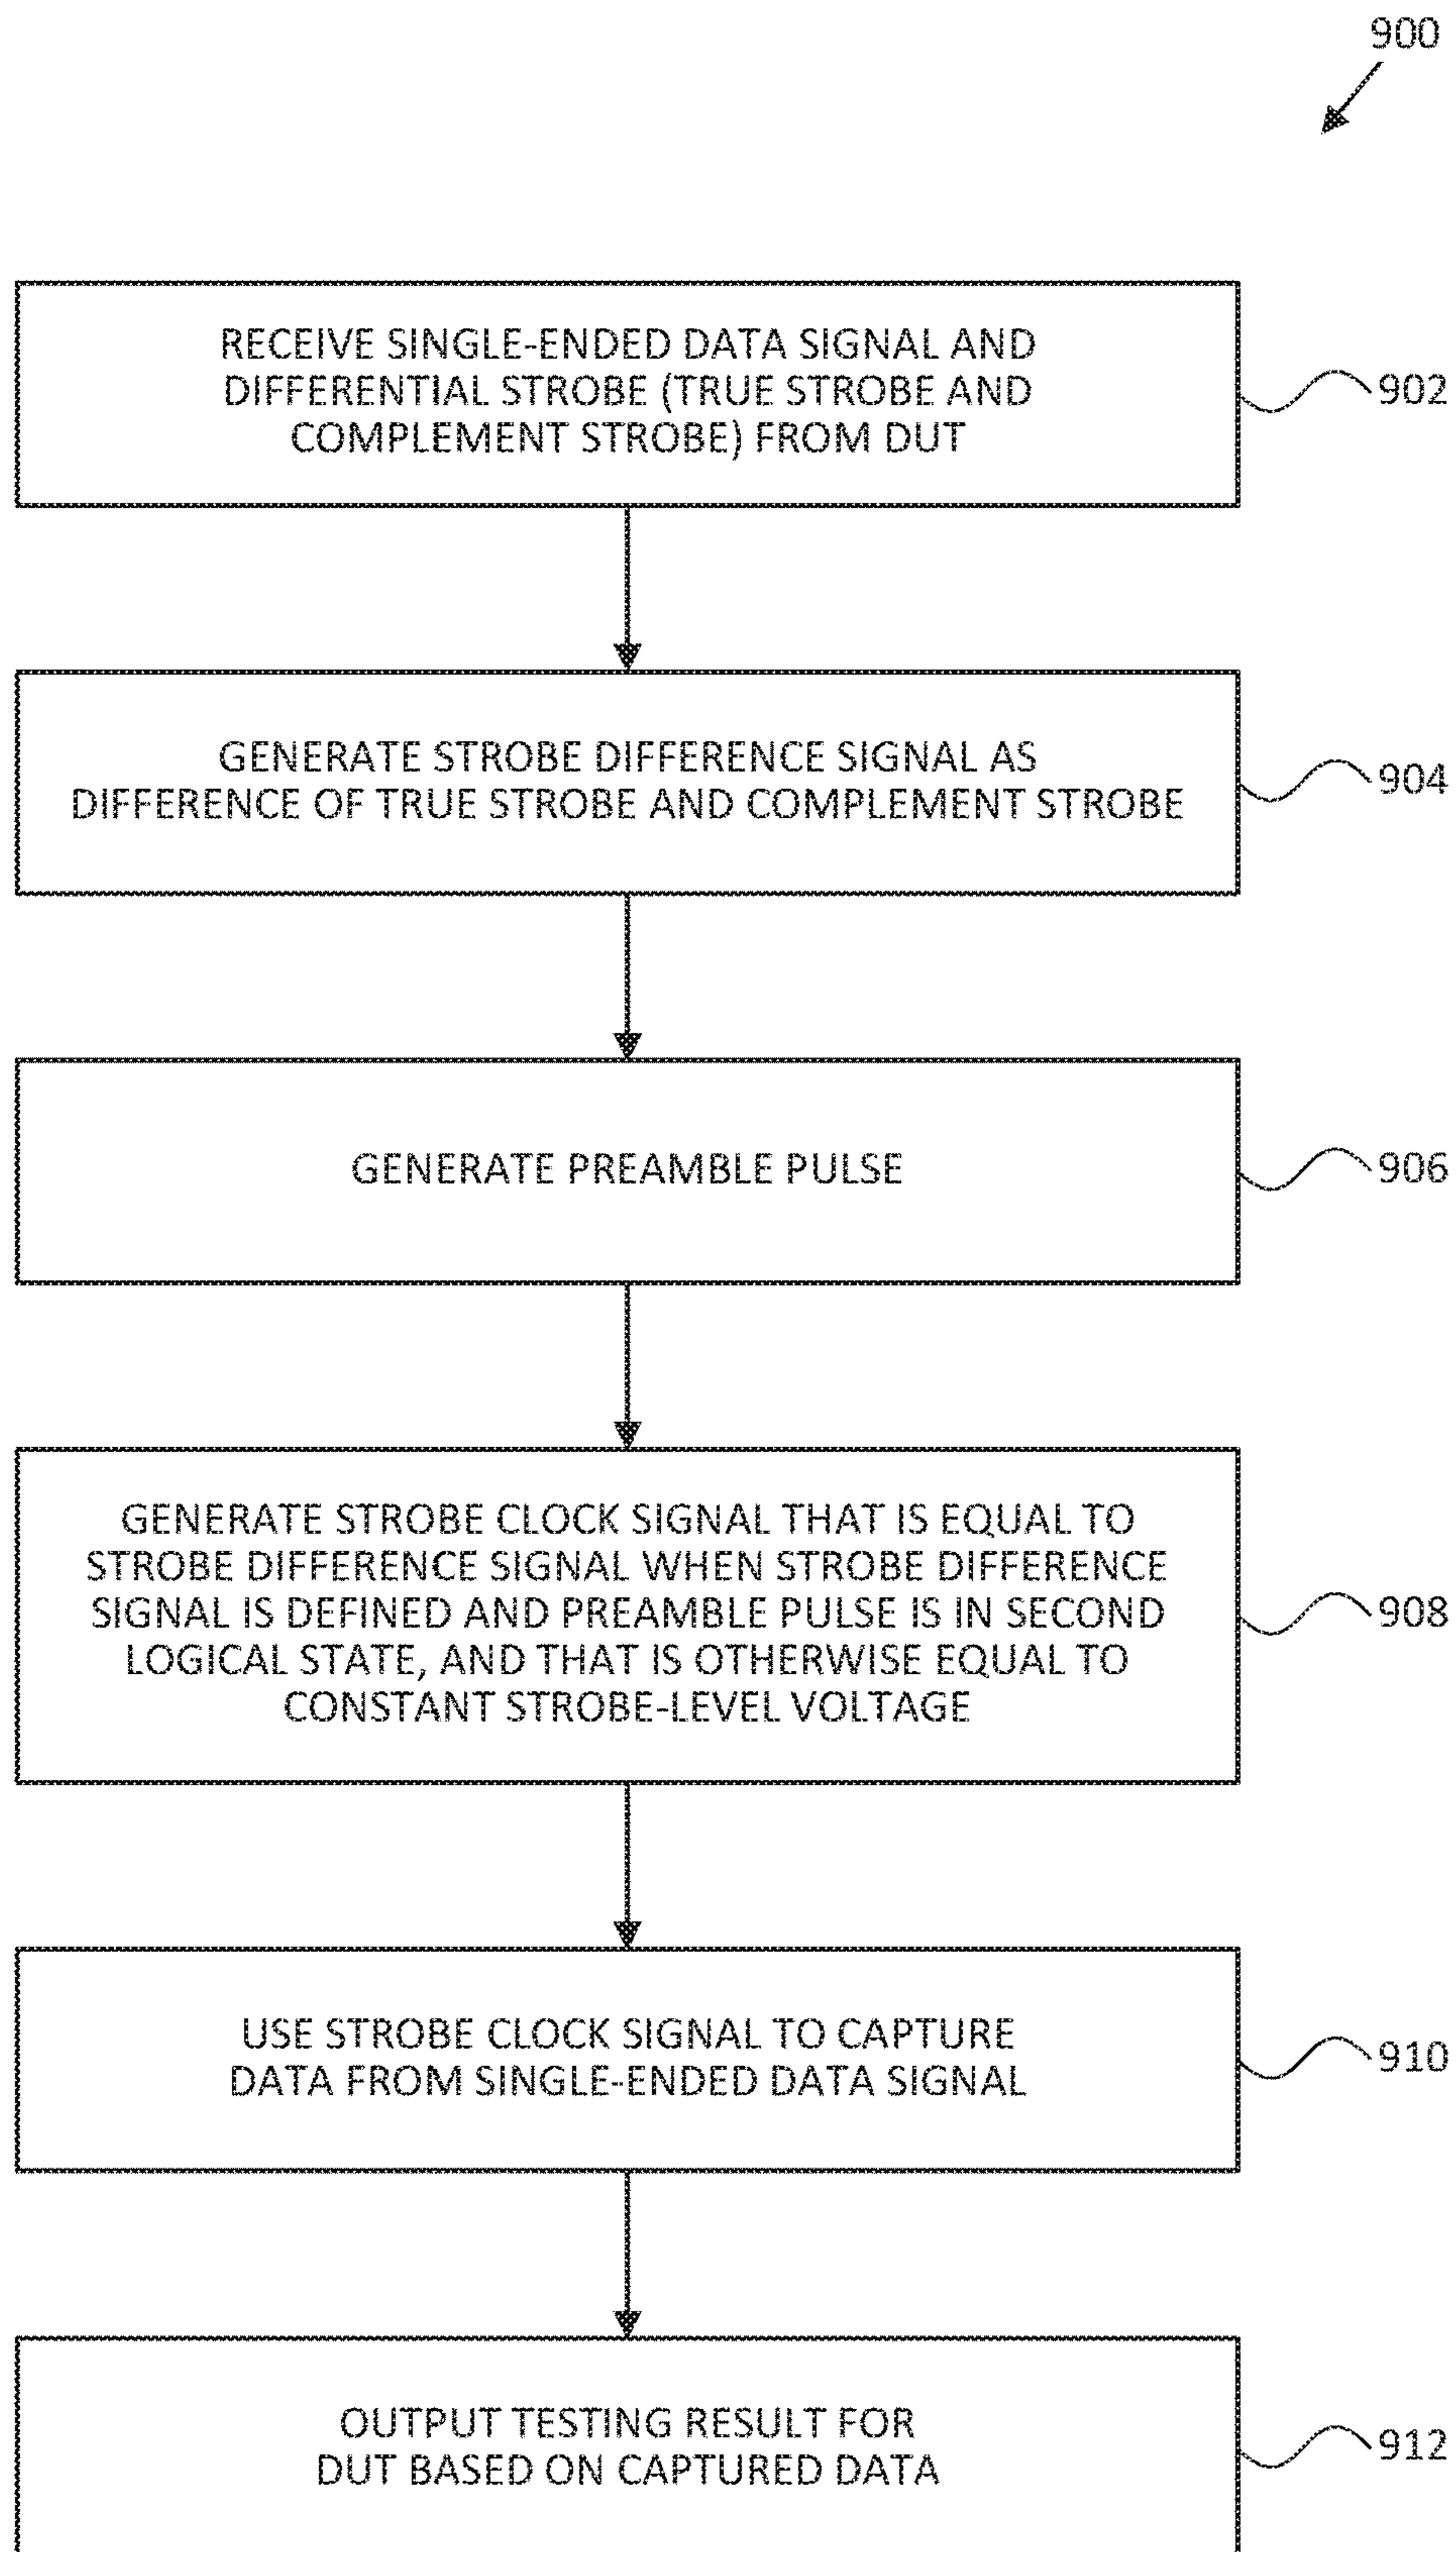 900
RECEIVE SINGLE-ENDED DATA SIGNAL AND
DIFFERENTIAL STROBE (TRUE STROBE AND
COMPLEMENT STROBE) FROM DUT
902
GENERATE STROBE DIFFERENCE SIGNAL AS
DIFFERENCE OF TRUE STROBE AND COMPLEMENT STROBE
904
GENERATE PREAMBLE PULSE
906
GENERATE STROBE CLOCK SIGNAL THAT IS EQUAL TO
STROBE DIFFERENCE SIGNAL WHEN STROBE DIFFERENCE
SIGNAL IS DEFINED AND PREAMBLE PULSE IS IN SECOND
LOGICAL STATE, AND THAT IS OTHERWISE EQUAL TO
CONSTANT STROBE-LEVEL VOLTAGE
908
USE STROBE CLOCK SIGNAL TO CAPTURE
DATA FROM SINGLE-ENDED DATA SIGNAL
910
OUTPUT TESTING RESULT FOR
DUT BASED ON CAPTURED DATA
912